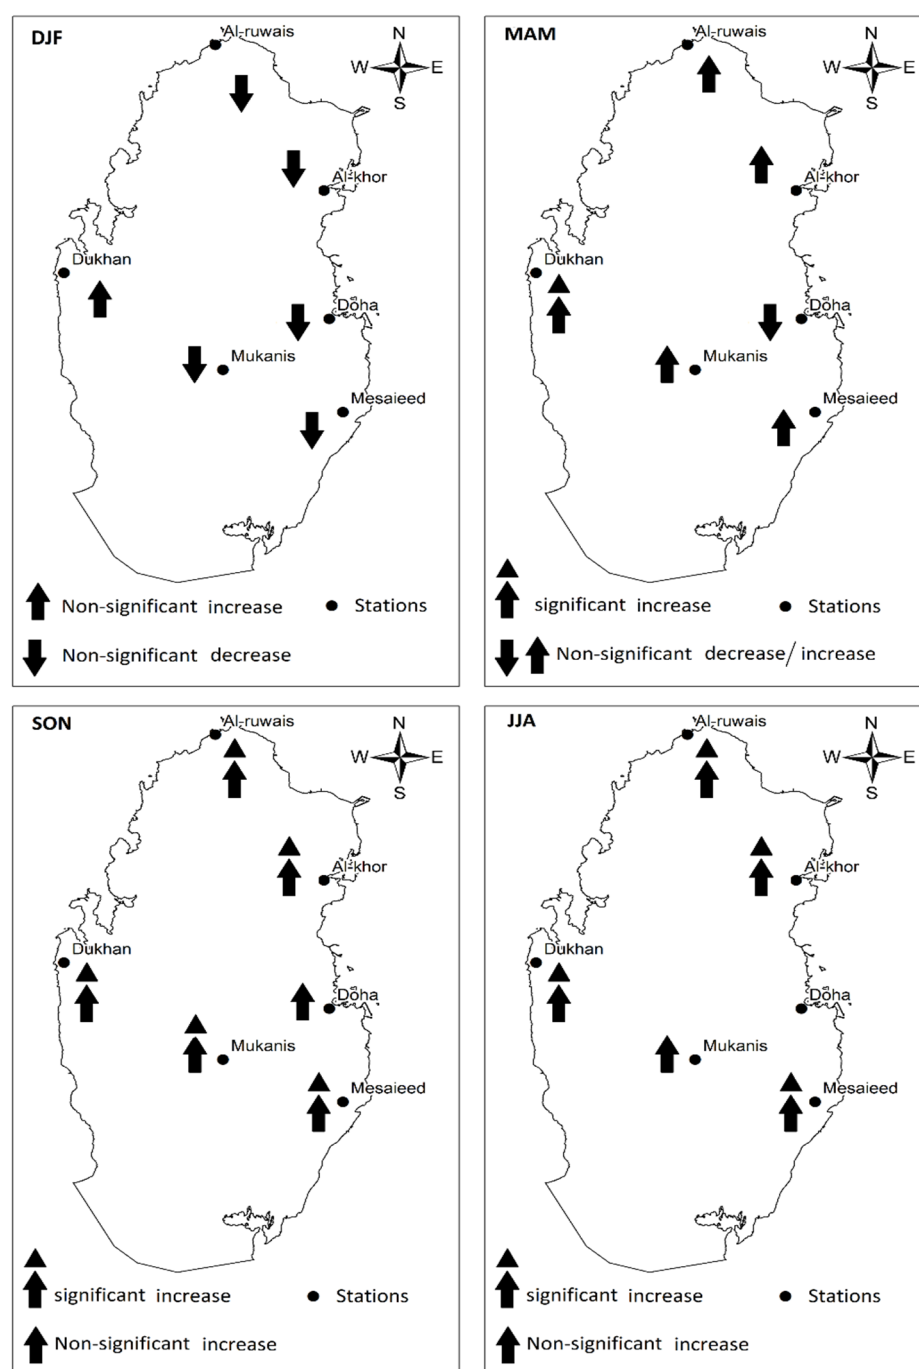 DJF
Al-ruwais
N
W E
S
Al-khor
Dukhan
Doha
Mukanis
Mesaieed
Non-significant increase
Stations
Non-significant decrease
MAM
Al-ruwais
N
W E
S
Al-khor
Dukhan
Doha
Mukanis
Mesaieed
significant increase
Stations
Non-significant decrease/ increase
SON
Al-ruwais
N
W E
S
Al-khor
Dukhan
Doha
Mukanis
Mesaieed
significant increase
Stations
Non-significant increase
JJA
Al-ruwais
N
W E
S
Al-khor
Dukhan
Doha
Mukanis
Mesaieed
significant increase
Stations
Non-significant increase